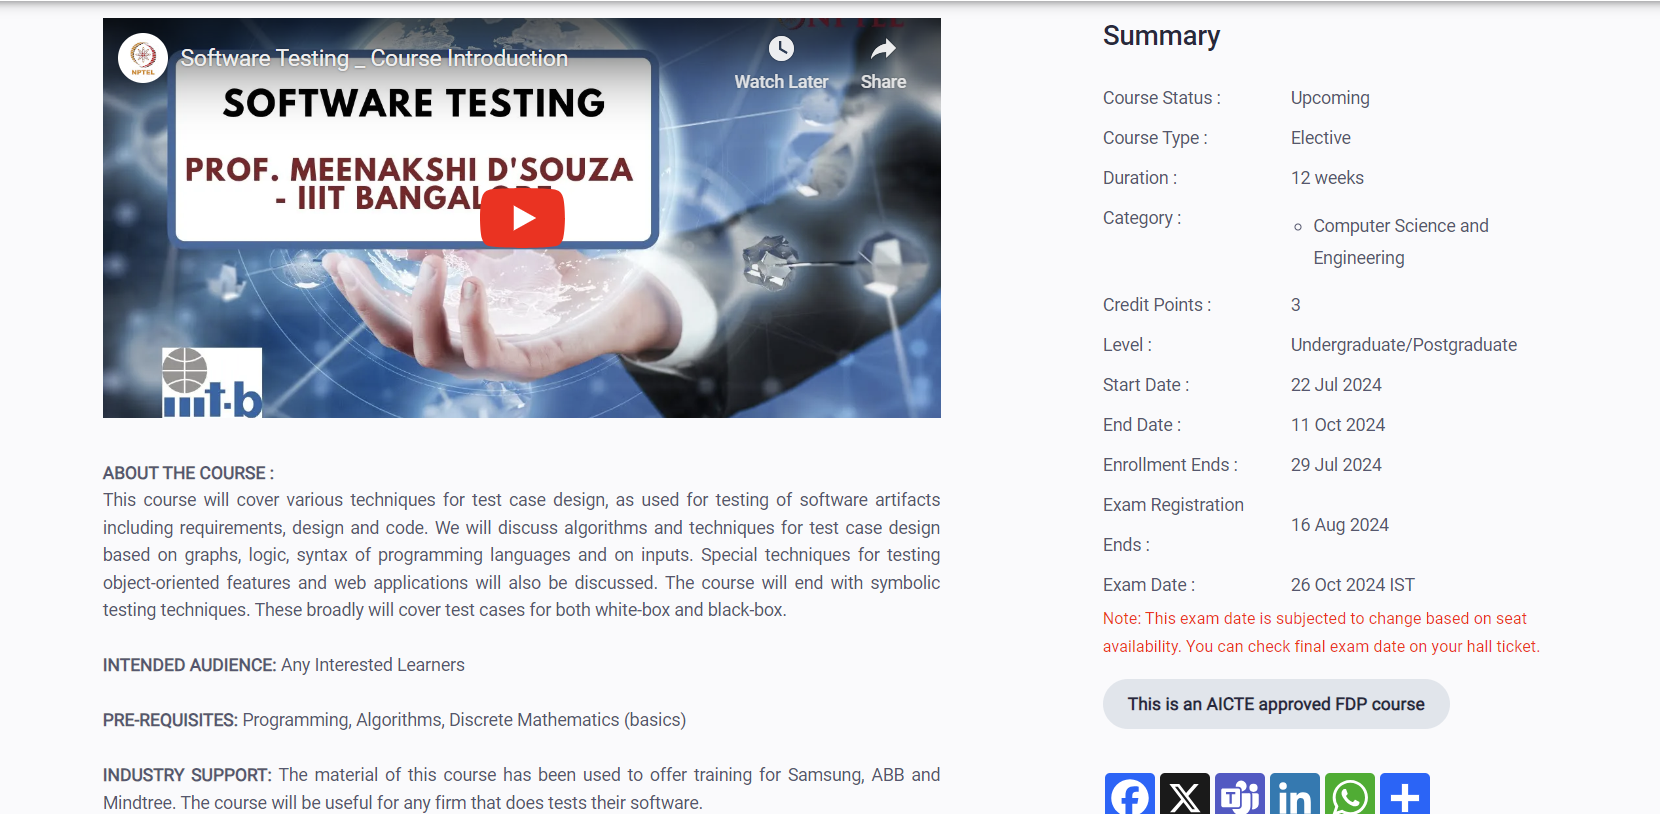 NPTEL
NPTEL
Software Testing _ Course Introduction
Watch Later
Share
SOFTWARE TESTING
PROF. MEENAKSHI D'SOUZA
- IIIT BANGALORE
iiit-b
ABOUT THE COURSE :
This course will cover various techniques for test case design, as used for testing of software artifacts
including requirements, design and code. We will discuss algorithms and techniques for test case design
based on graphs, logic, syntax of programming languages and on inputs. Special techniques for testing
object-oriented features and web applications will also be discussed. The course will end with symbolic
testing techniques. These broadly will cover test cases for both white-box and black-box.
INTENDED AUDIENCE: Any Interested Learners
PRE-REQUISITES: Programming, Algorithms, Discrete Mathematics (basics)
INDUSTRY SUPPORT: The material of this course has been used to offer training for Samsung, ABB and
Mindtree. The course will be useful for any firm that does tests their software.
Summary
Course Status : Upcoming
Course Type : Elective
Duration : 12 weeks
Category :
Computer Science and
Engineering
Credit Points : 3
Level : Undergraduate/Postgraduate
Start Date : 22 Jul 2024
End Date : 11 Oct 2024
Enrollment Ends : 29 Jul 2024
Exam Registration
Ends : 16 Aug 2024
Exam Date : 26 Oct 2024 IST
Note: This exam date is subjected to change based on seat
availability. You can check final exam date on your hall ticket.
This is an AICTE approved FDP course